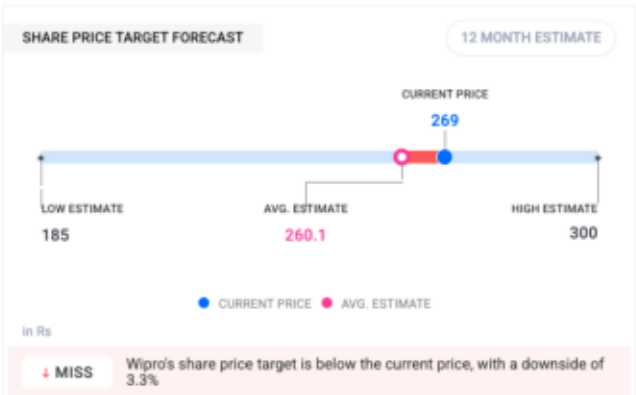 SHARE PRICE TARGET FORECAST
12 MONTH ESTIMATE
CURRENT PRICE
269
LOW ESTIMATE
185
AVG. ESTIMATE
260.1
HIGH ESTIMATE
300
CURRENT PRICE
AVG. ESTIMATE
in Rs
↓ MISS
Wipro's share price target is below the current price, with a downside of
3.3%